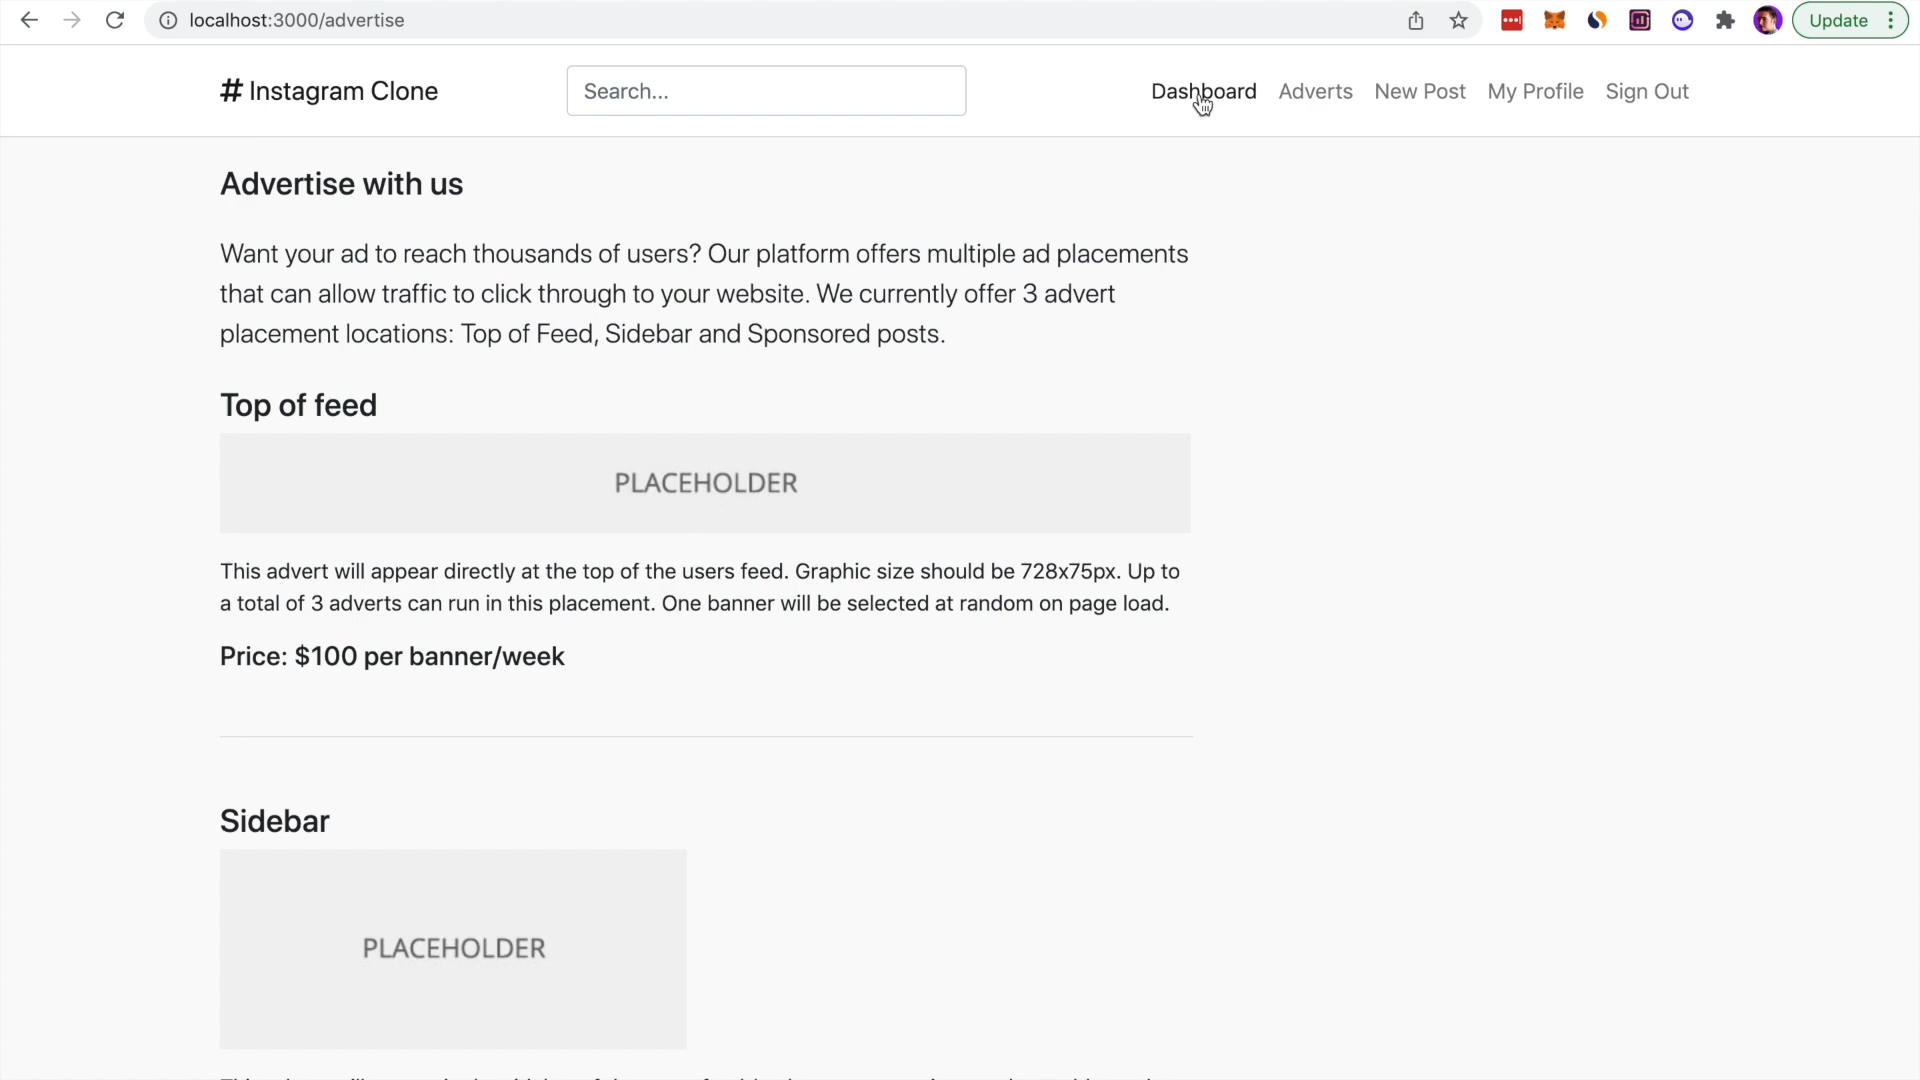 localhost:3000/advertise
Update
# Instagram Clone
Search...
Dashboard
Adverts
New Post
My Profile
Sign Out
Advertise with us
Want your ad to reach thousands of users? Our platform offers multiple ad placements
that can allow traffic to click through to your website. We currently offer 3 advert
placement locations: Top of Feed, Sidebar and Sponsored posts.
Top of feed
PLACEHOLDER
This advert will appear directly at the top of the users feed. Graphic size should be 728x75px. Up to
a total of 3 adverts can run in this placement. One banner will be selected at random on page load.
Price: $100 per banner/week
Sidebar
PLACEHOLDER